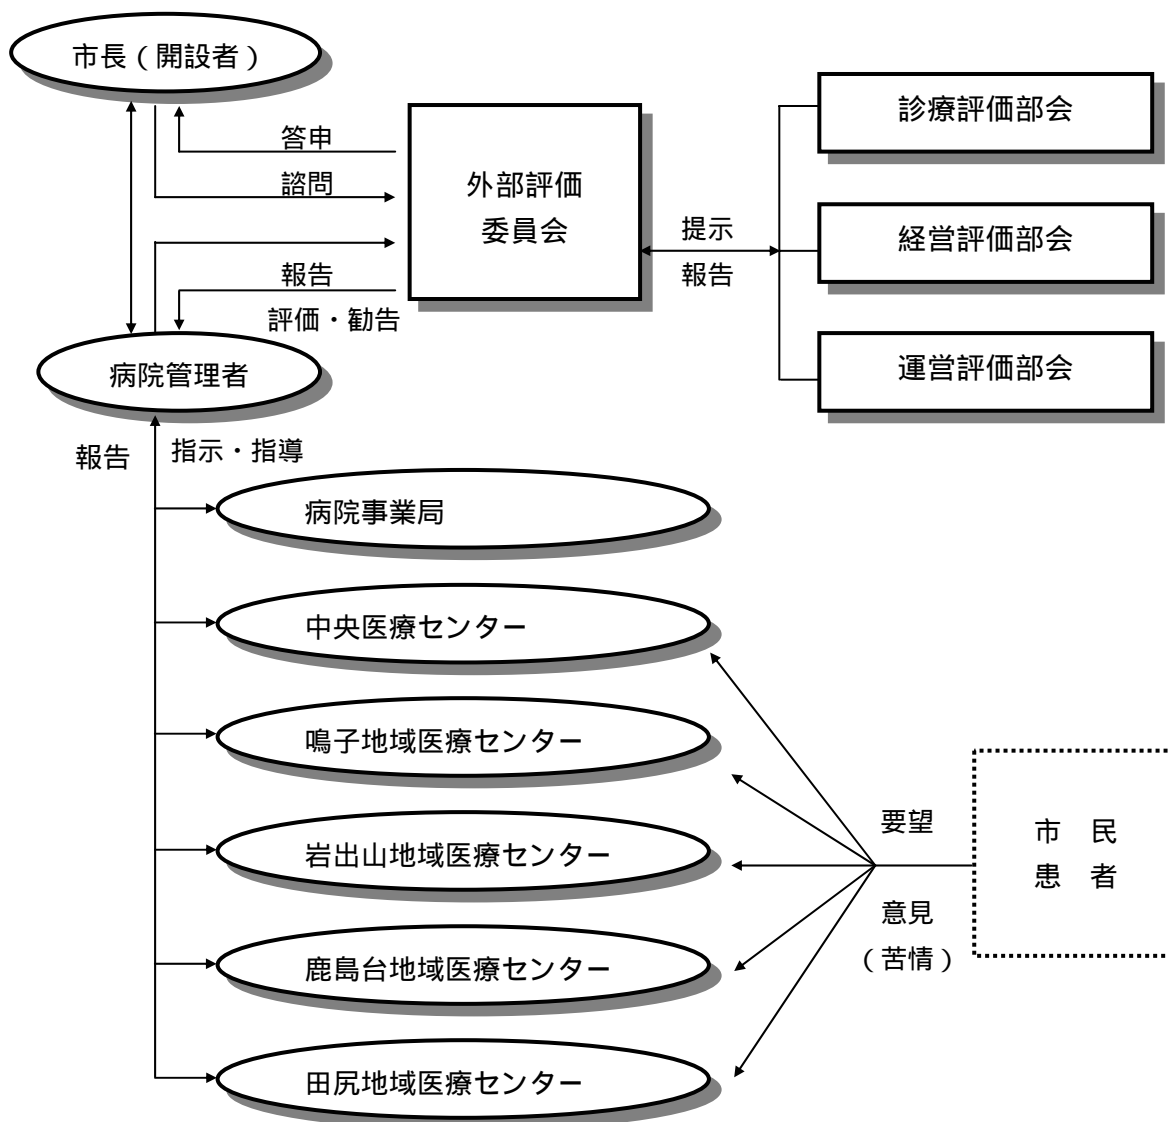 市長(開設者)
診療評価部会
答申
諮問
外部評価
委員会
提示
報告
経営評価部会
報告
評価・勧告
運営評価部会
病院管理者
報告
指示・指導
病院事業局
中央医療センター
鳴子地域医療センター
岩出山地域医療センター
鹿島台地域医療センター
田尻地域医療センター
要望
意見
(苦情)
市 民
患 者